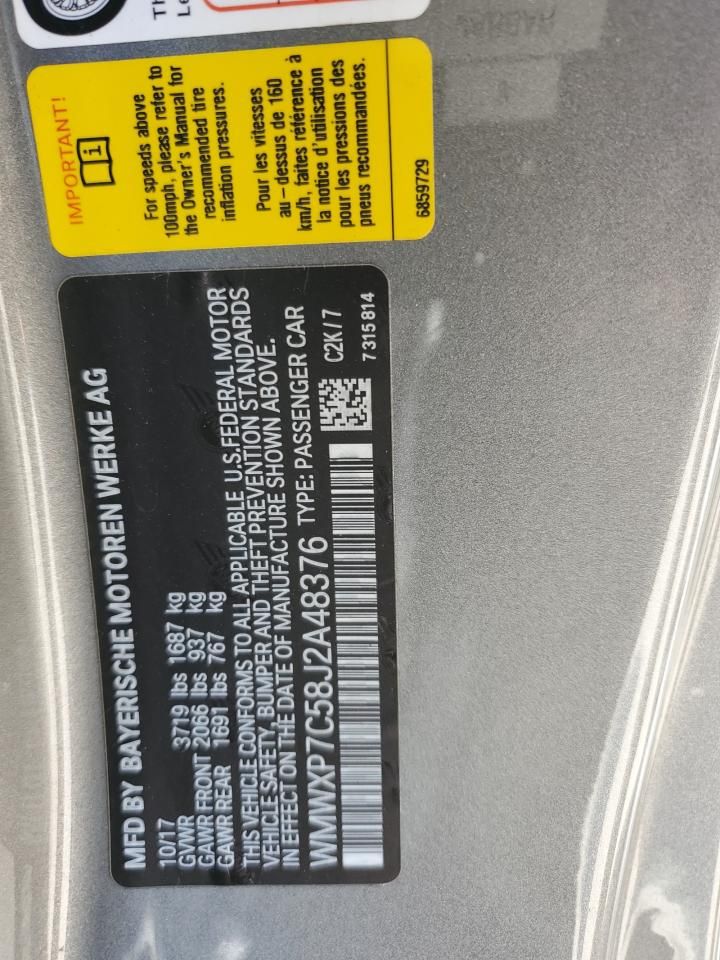 Th
Le
IMPORTANT!
For speeds above
100mph, please refer to
the Owner's Manual for
recommended tire
inflation pressures.
Pour les vitesses
au – dessus de 160
km/h, faites référence à
la notice d'utilisation
pour les pressions des
pneus recommandées.
6859729
MFD BY BAYERISCHE MOTOREN WERKE AG
10/17
GVWR 3719 lbs 1687 kg
GAWR FRONT 2066 lbs 937 kg
GAWR REAR 1691 lbs 767 kg
THIS VEHICLE CONFORMS TO ALL APPLICABLE U.S.FEDERAL MOTOR
VEHICLE SAFETY, BUMPER AND THEFT PREVENTION STANDARDS
IN EFFECT ON THE DATE OF MANUFACTURE SHOWN ABOVE.
WMWXP7C58J2A48376 TYPE: PASSENGER CAR
C2K/7
7315814